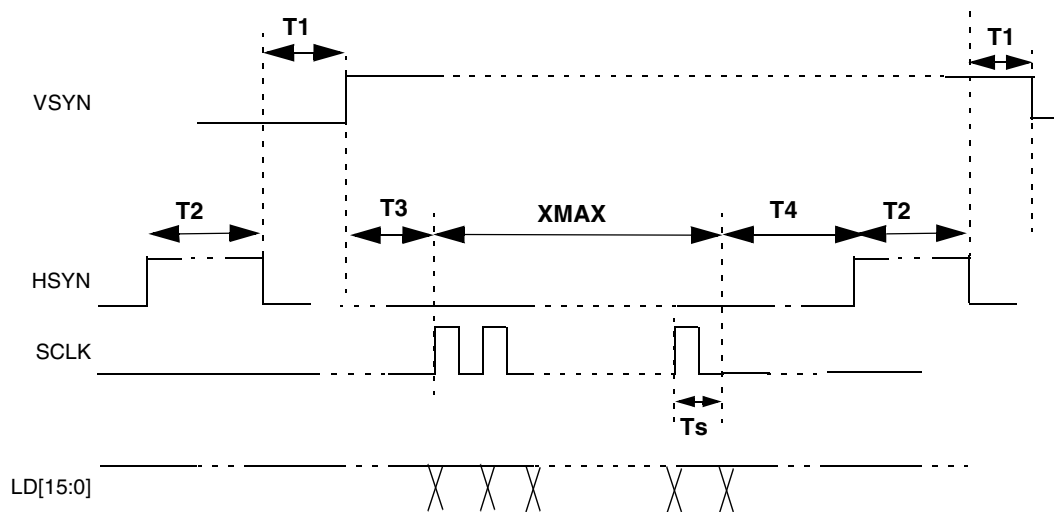 T1
T1
VSYN
T2
T3
XMAX
T4
T2
HSYN
SCLK
Ts
LD[15:0]